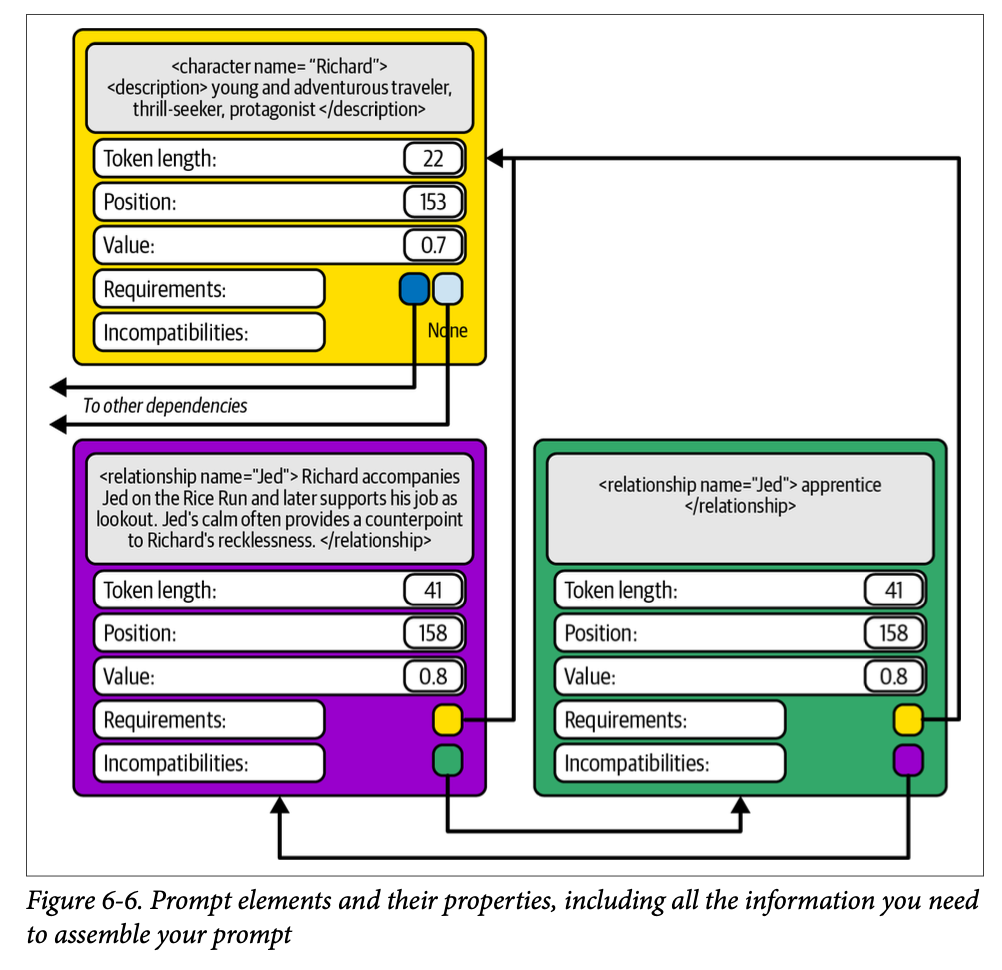 <character name= “Richard”>
<description> young and adventurous traveler,
thrill-seeker, protagonist </description>
Token length:
22
Position:
153
Value:
0.7
Requirements:
Incompatibilities:
None
To other dependencies
<relationship name="Jed"> Richard accompanies
Jed on the Rice Run and later supports his job as
lookout. Jed's calm often provides a counterpoint
to Richard's recklessness. </relationship>
Token length:
41
Position:
158
Value:
0.8
Requirements:
Incompatibilities:
<relationship name="Jed"> apprentice
</relationship>
Token length:
41
Position:
158
Value:
0.8
Requirements:
Incompatibilities:
Figure 6-6. Prompt elements and their properties, including all the information you need
to assemble your prompt